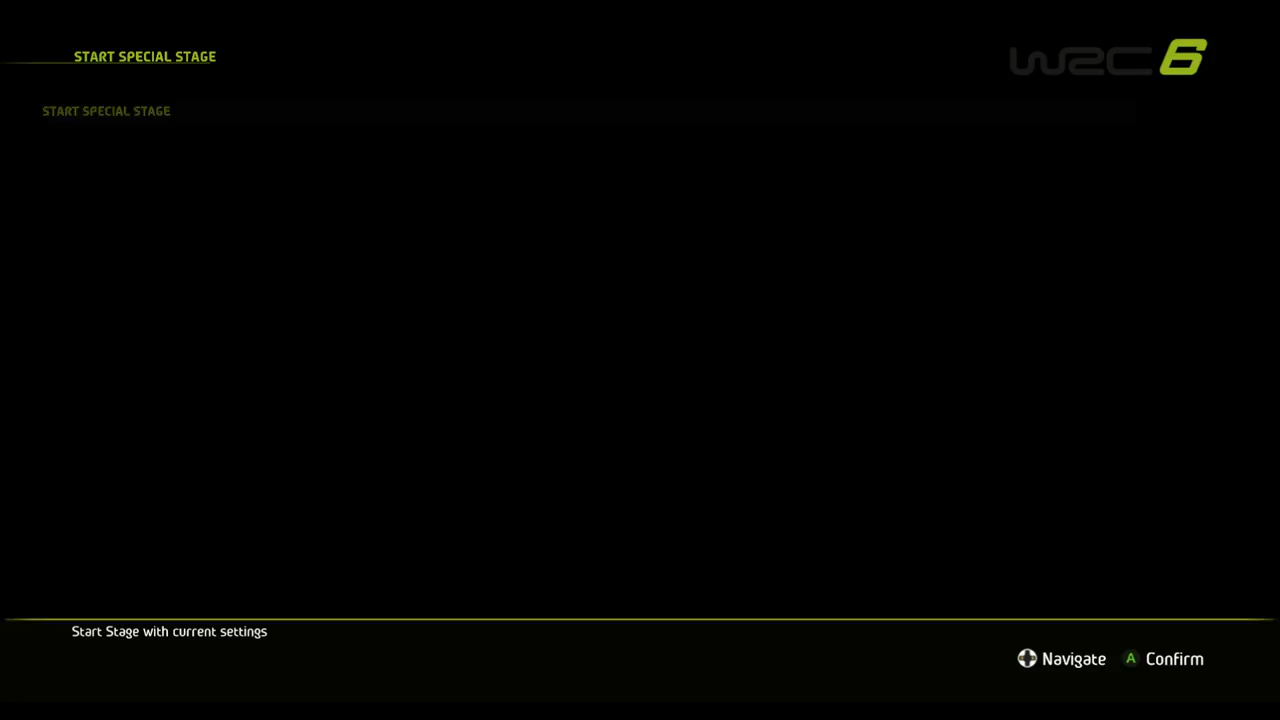 START SPECIAL STAGE
WRC 6
START SPECIAL STAGE
Start Stage with current settings
Navigate A Confirm